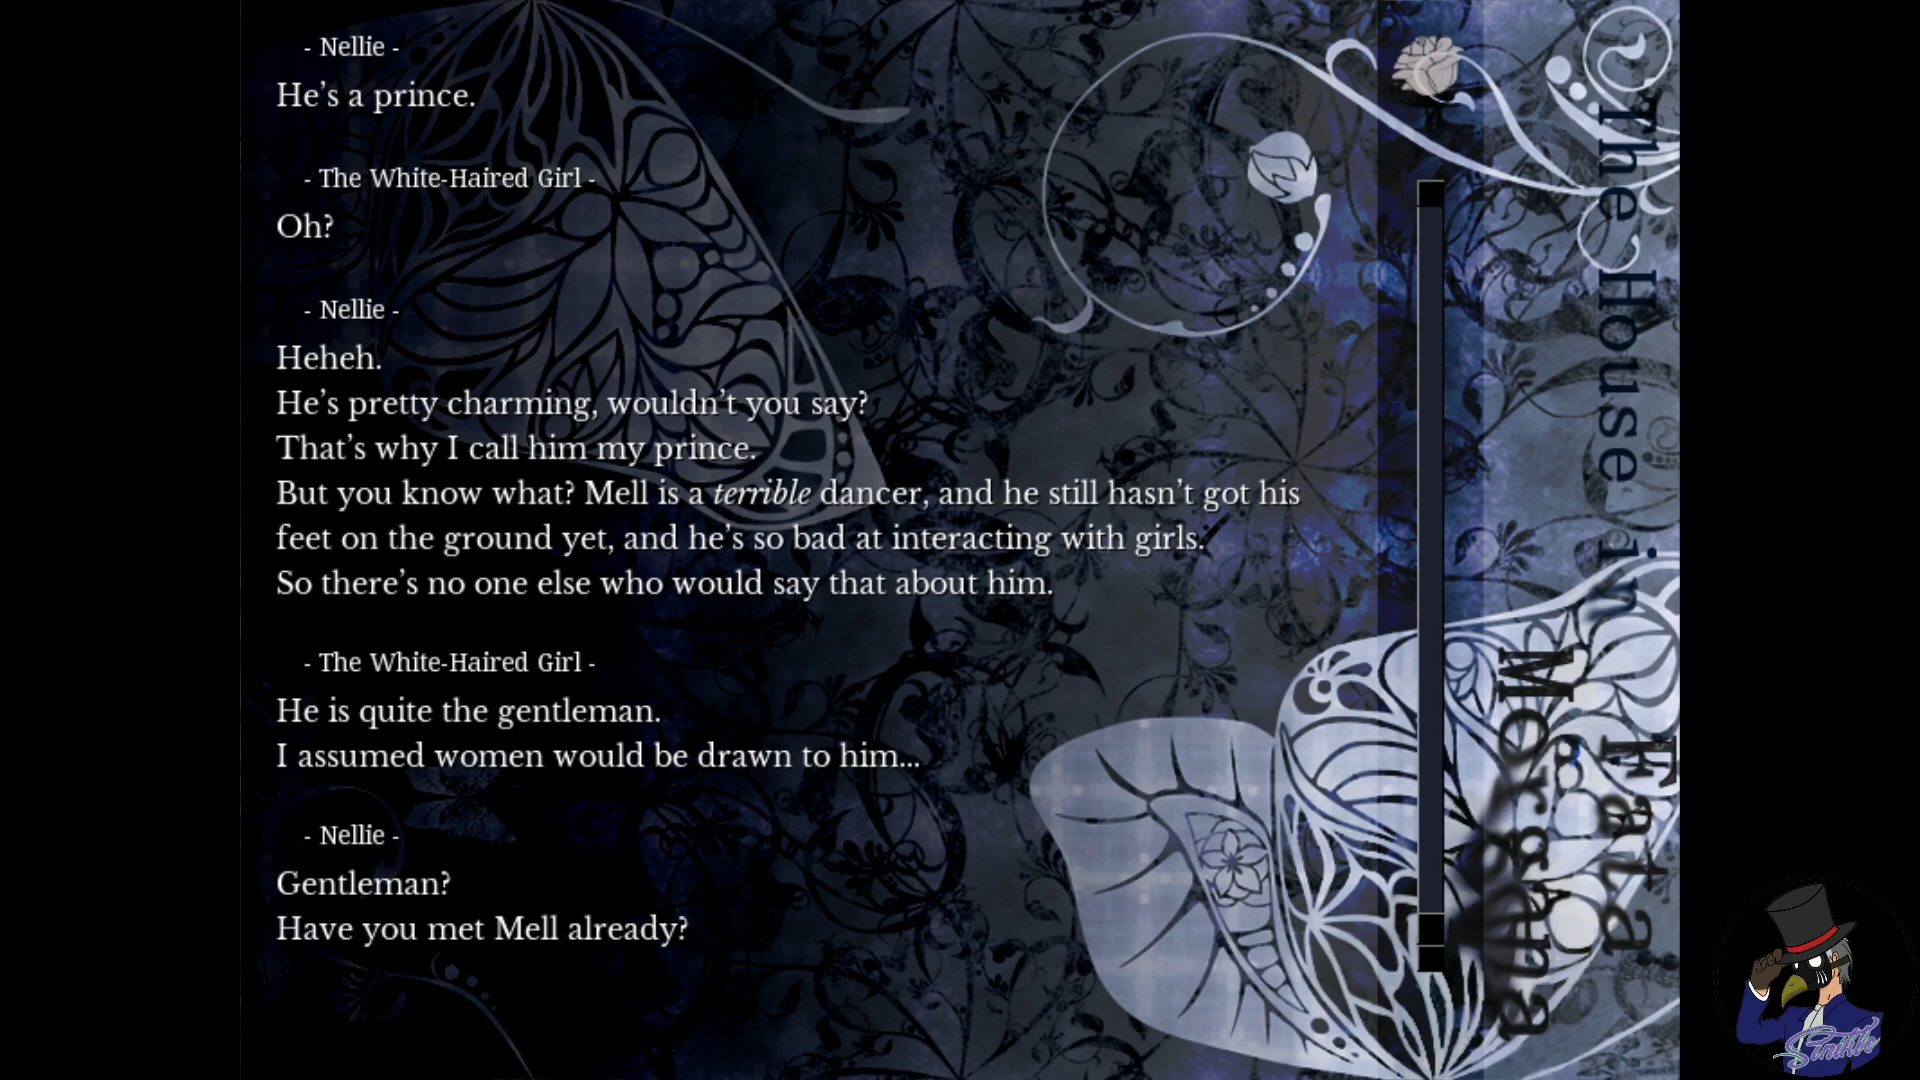 - Nellie -
He’s a prince.
- The White-Haired Girl -
Oh?
- Nellie -
Heheh.
He’s pretty charming, wouldn’t you say?
That’s why I call him my prince.
But you know what? Mell is a terrible dancer, and he still hasn’t got his
feet on the ground yet, and he’s so bad at interacting with girls.
So there’s no one else who would say that about him.
- The White-Haired Girl -
He is quite the gentleman.
I assumed women would be drawn to him...
- Nellie -
Gentleman?
Have you met Mell already?
The House in Fata
Morgana
Sinikk